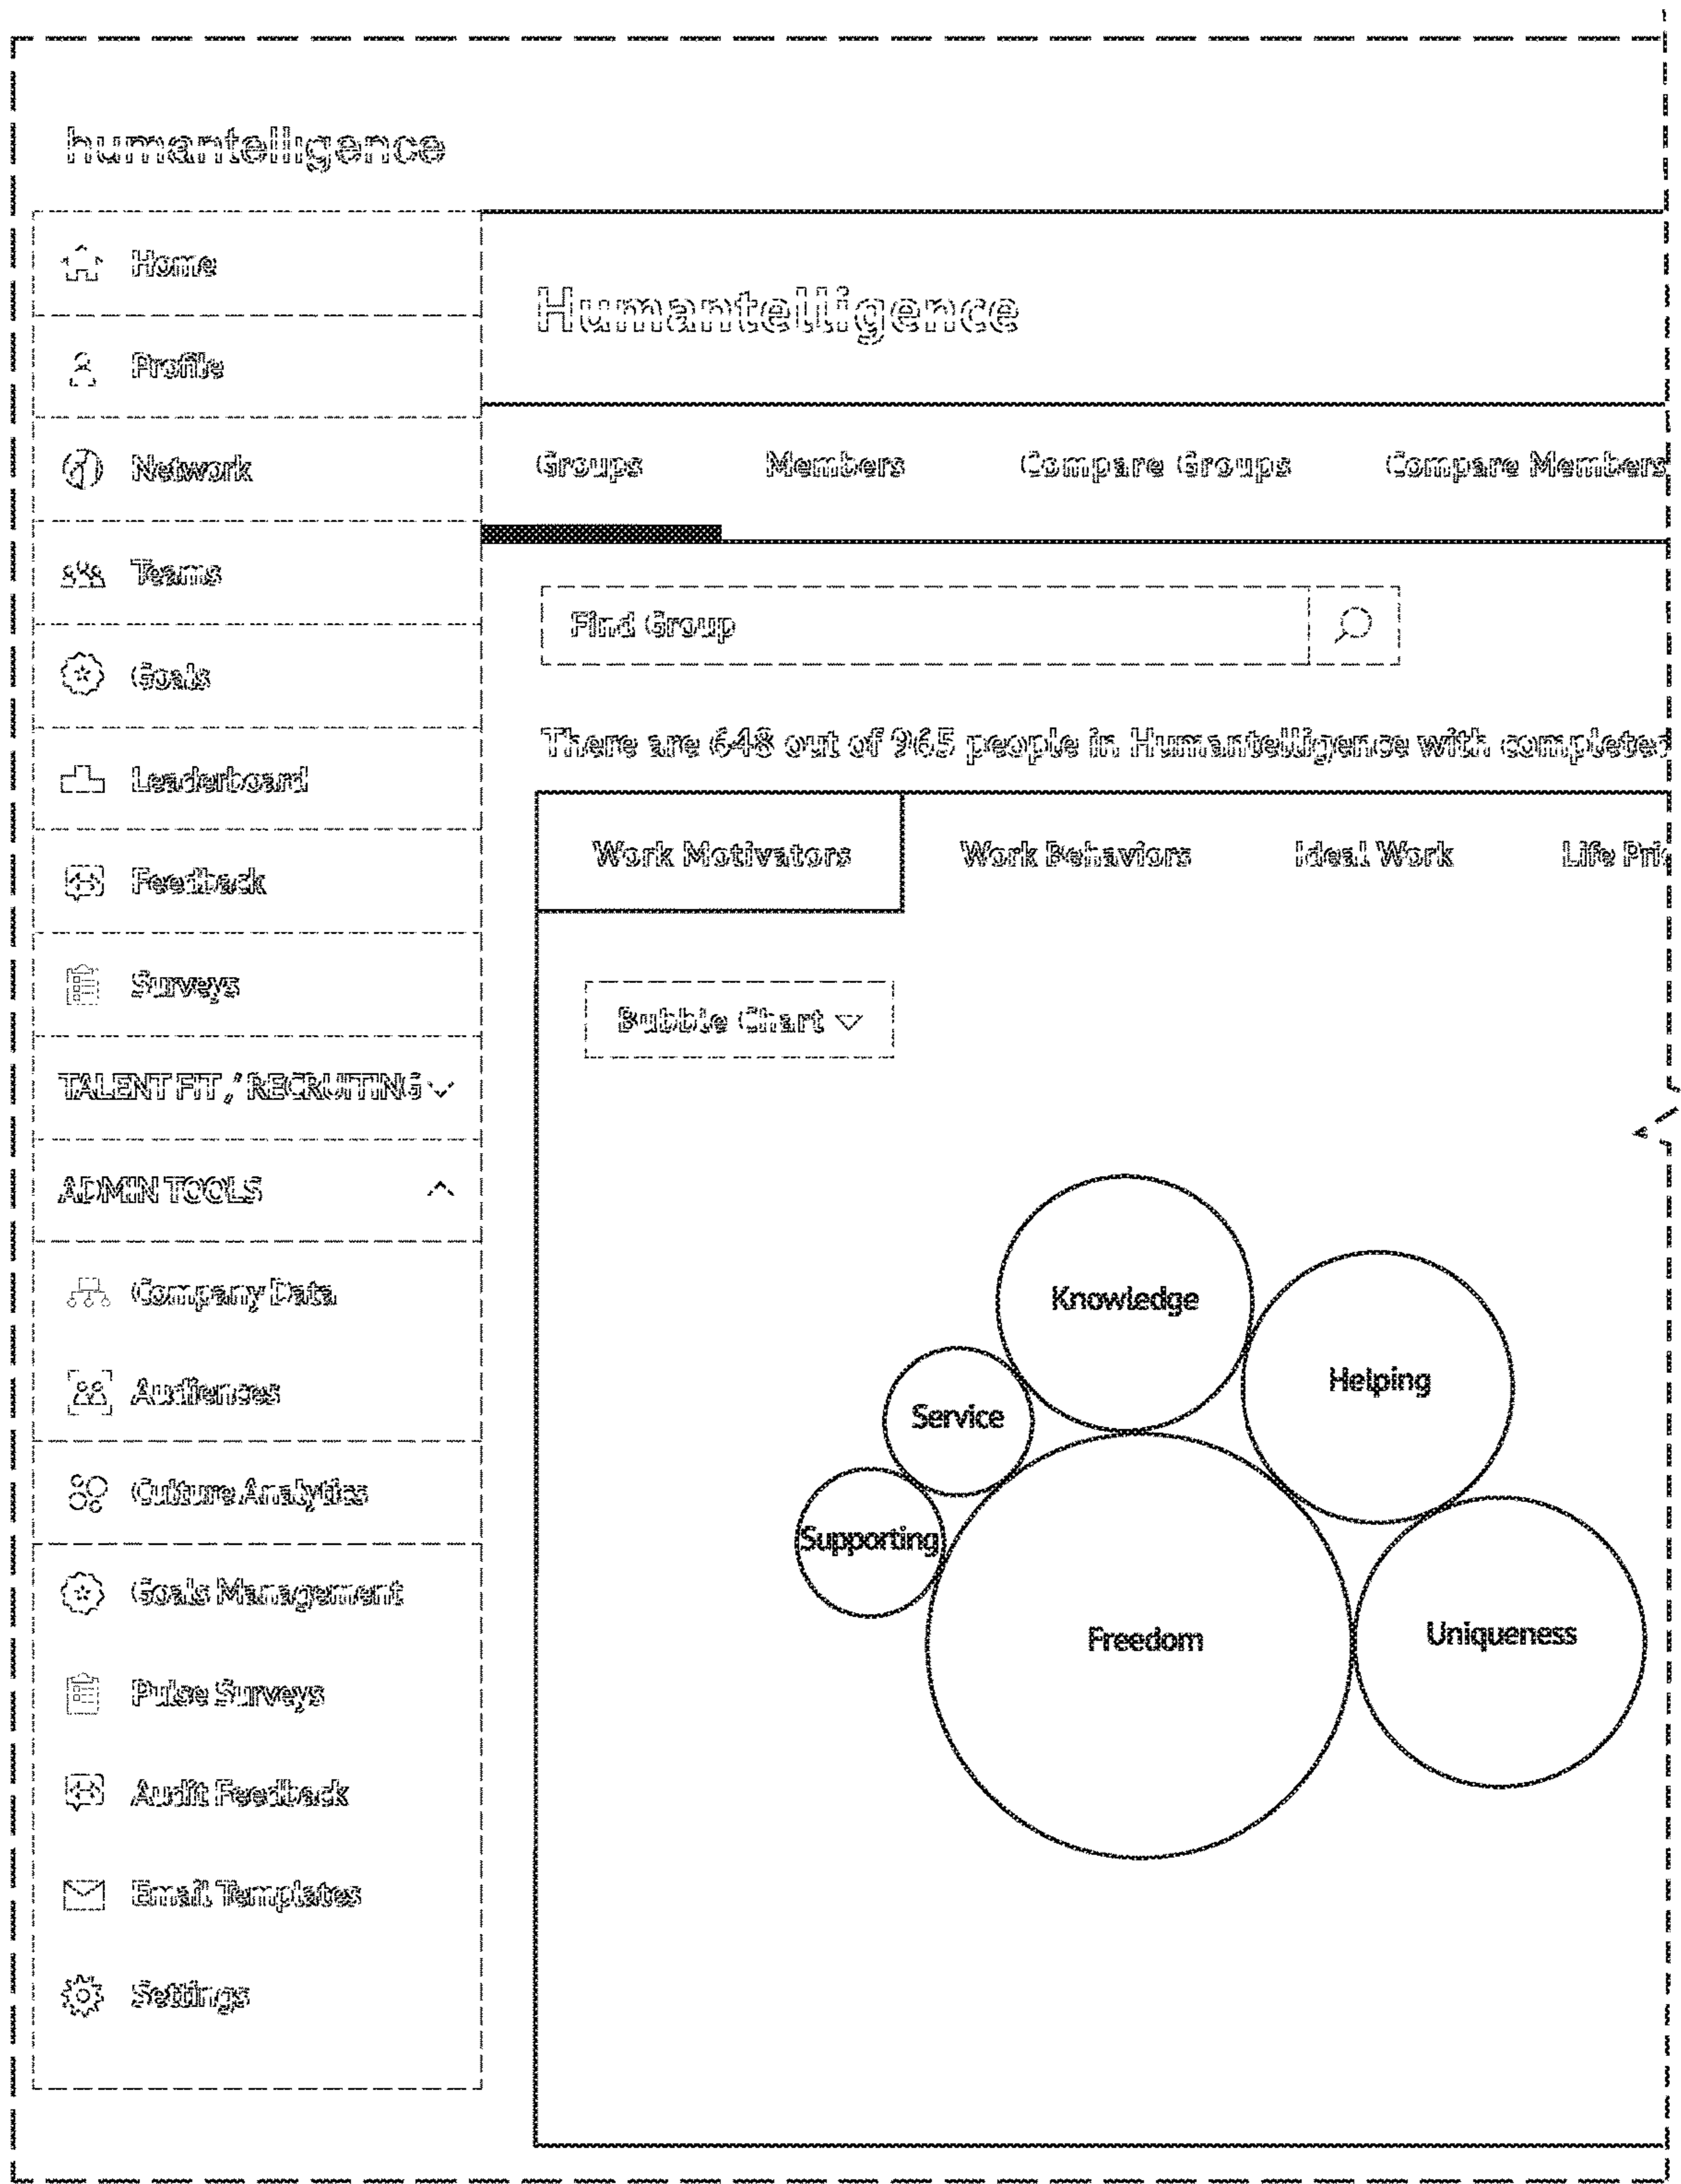 humantelligence
Home
Profile
Network
Teams
Goals
Leaderboard
Feedback
Surveys
TALENT FIT / RECRUITING
ADMIN TOOLS
Company Data
Audiences
Culture Analytics
Goals Management
Pulse Surveys
Audit Feedback
Email Templates
Settings
Humantelligence
Groups Members Compare Groups Compare Members
Find Group
There are 648 out of 965 people in Humantelligence with completed
Work Motivators Work Behaviors Ideal Work Life
Bubble Chart
Knowledge
Helping
Service
Supporting
Freedom
Uniqueness